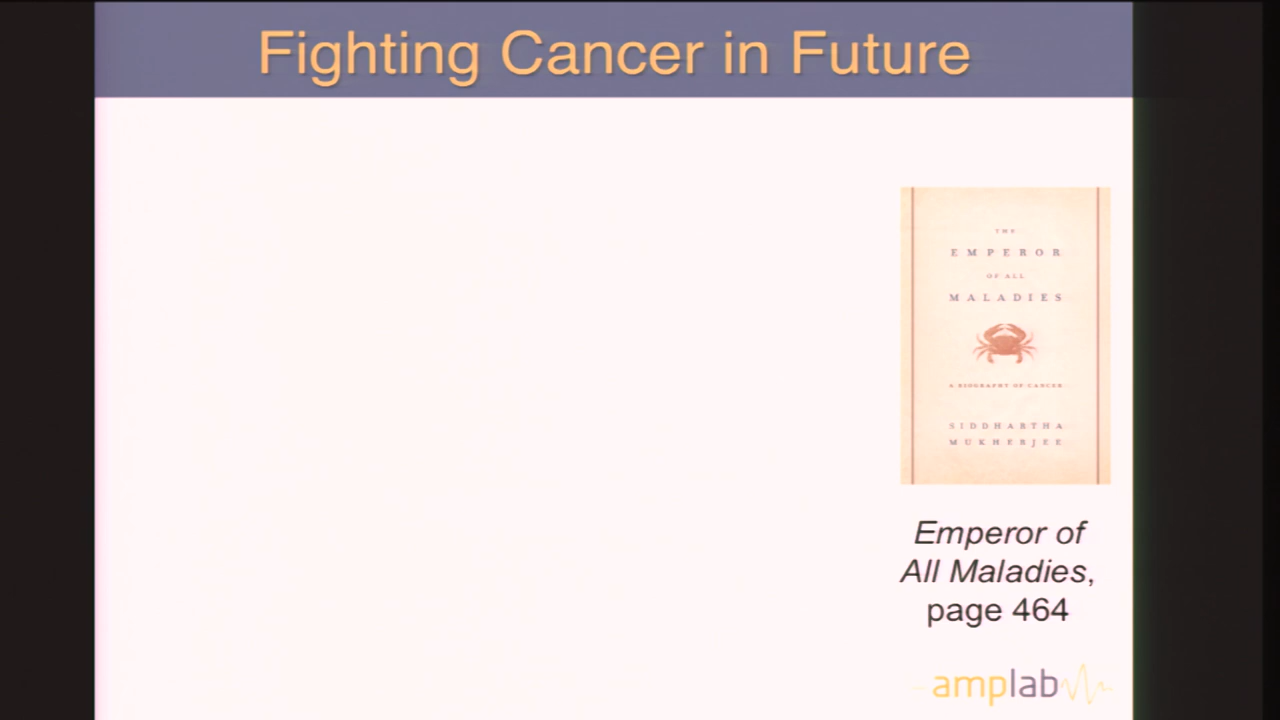 Fighting Cancer in Future
THE
EMPEROR
OF ALL
MALADIES
A BIOGRAPHY OF CANCER
SIDDHARTHA
MUKHERJEE
Emperor of
All Maladies,
page 464
amplab